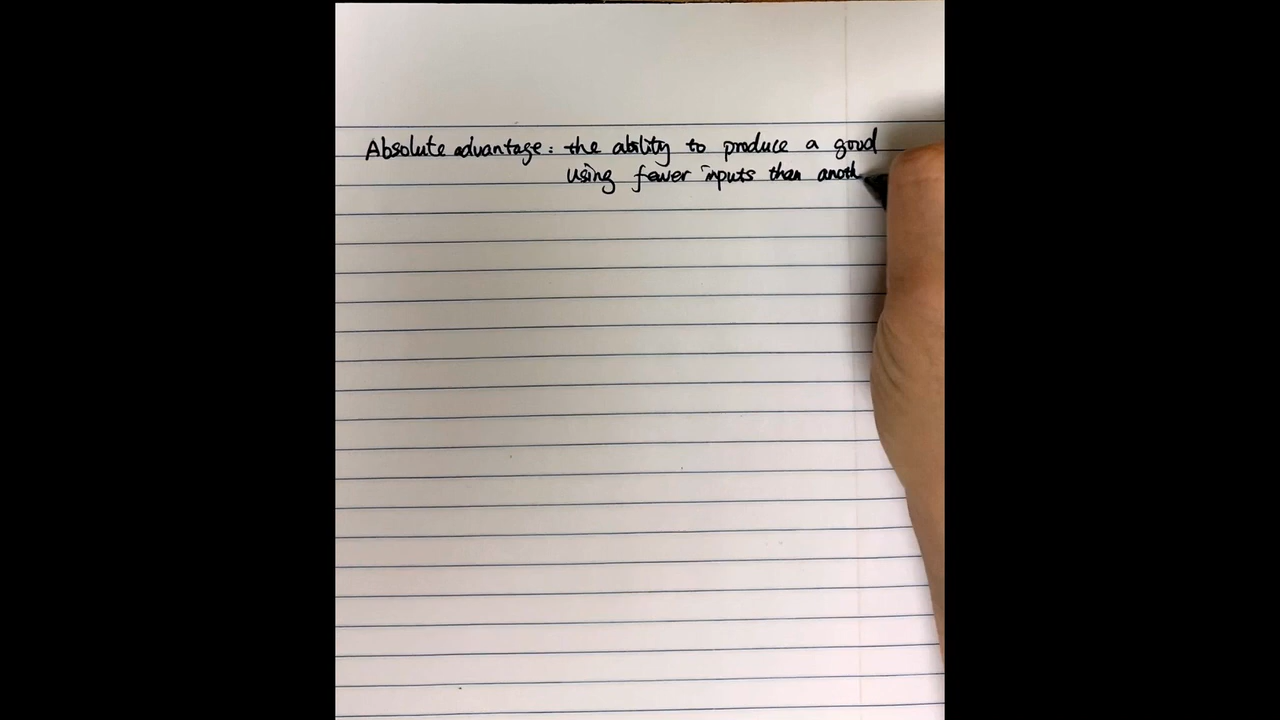 Absolute advantage: the ability to produce a good
using fewer inputs than anoth